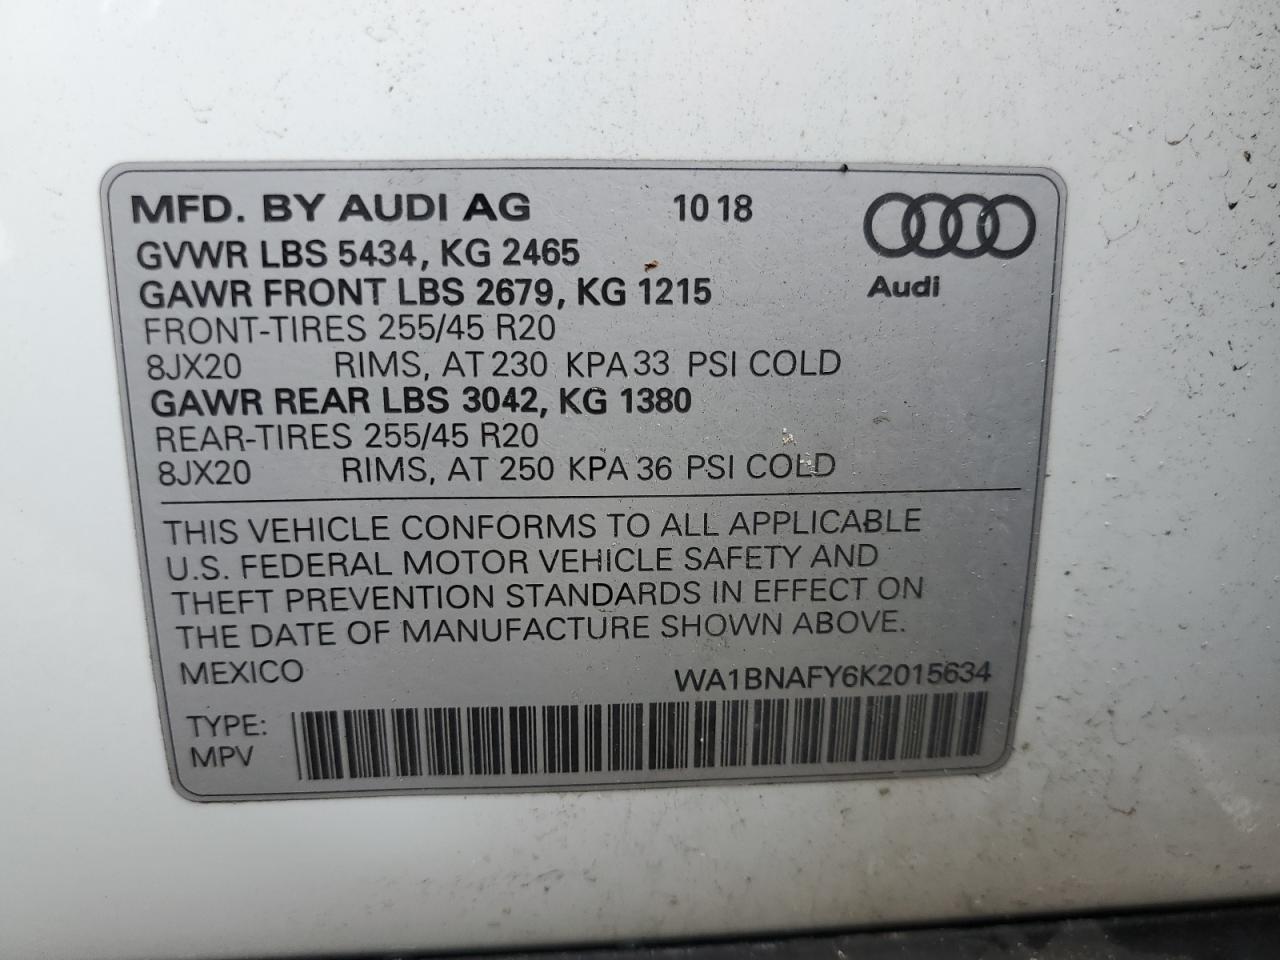 MFD. BY AUDI AG 10 18
Audi
GVWR LBS 5434, KG 2465
GAWR FRONT LBS 2679, KG 1215
FRONT-TIRES 255/45 R20
8JX20 RIMS, AT 230 KPA 33 PSI COLD
GAWR REAR LBS 3042, KG 1380
REAR-TIRES 255/45 R20
8JX20 RIMS, AT 250 KPA 36 PSI COLD
THIS VEHICLE CONFORMS TO ALL APPLICABLE
U.S. FEDERAL MOTOR VEHICLE SAFETY AND
THEFT PREVENTION STANDARDS IN EFFECT ON
THE DATE OF MANUFACTURE SHOWN ABOVE.
MEXICO WA1BNAFY6K2015634
TYPE:
MPV